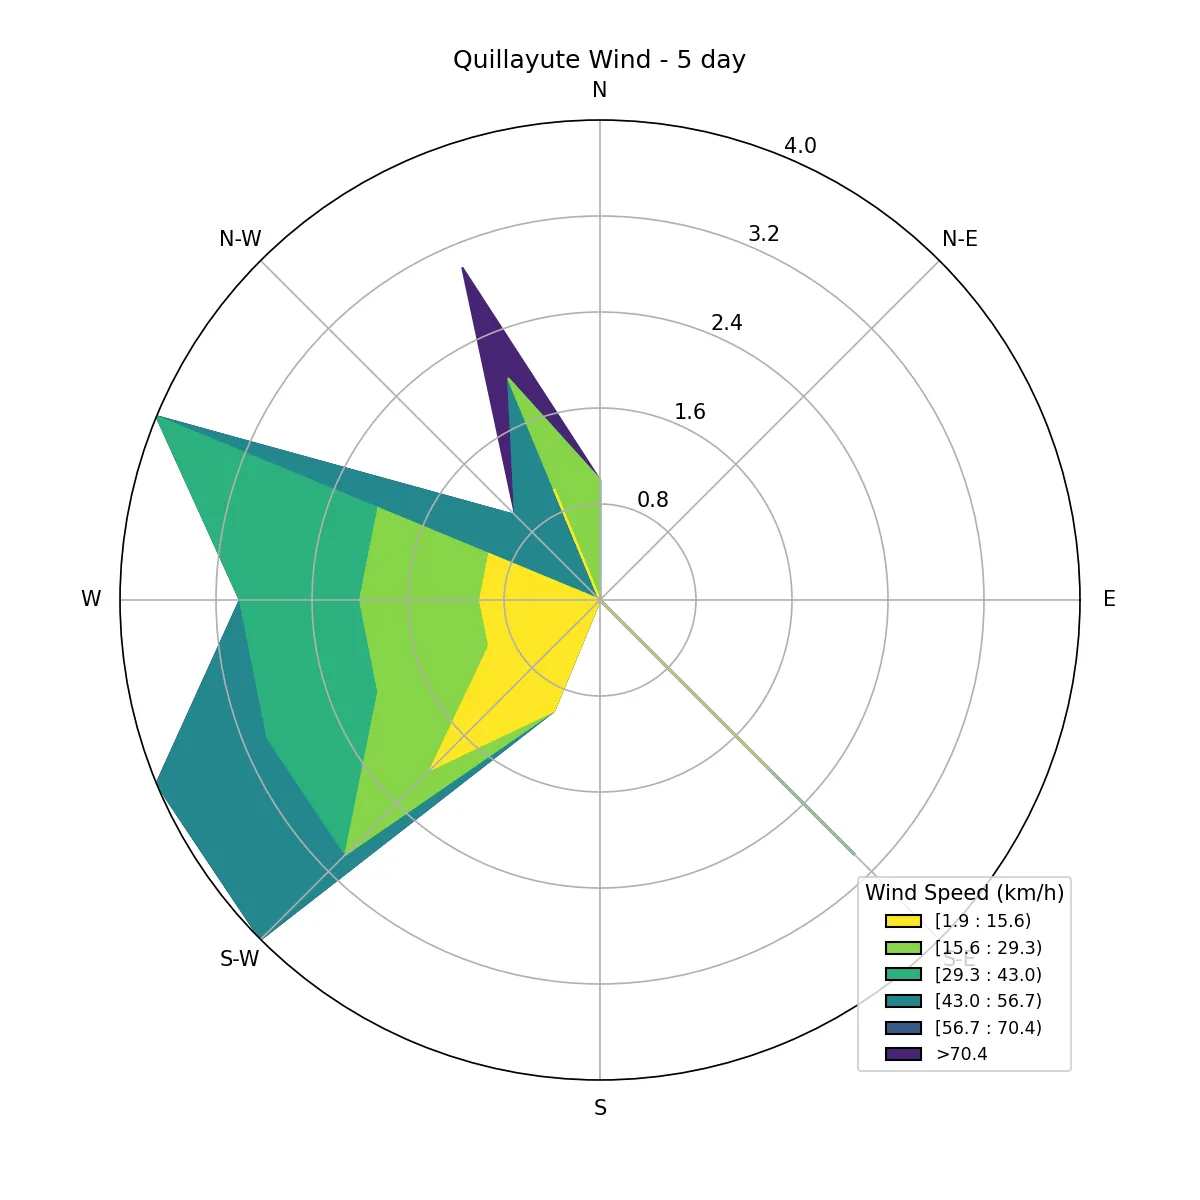 Quillayute Wind - 5 day
N
4.0
N-W
3.2
N-E
2.4
1.6
0.8
W
E
S-W
S-E
S
Wind Speed (km/h)
[1.9 : 15.6)
[15.6 : 29.3)
[29.3 : 43.0)
[43.0 : 56.7)
[56.7 : 70.4)
>70.4